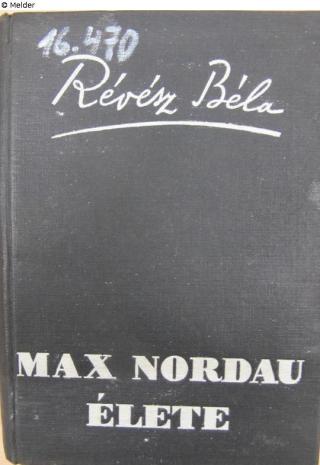 © Melder
16.470
Révész Béla
MAX NORDAU
ÉLETE